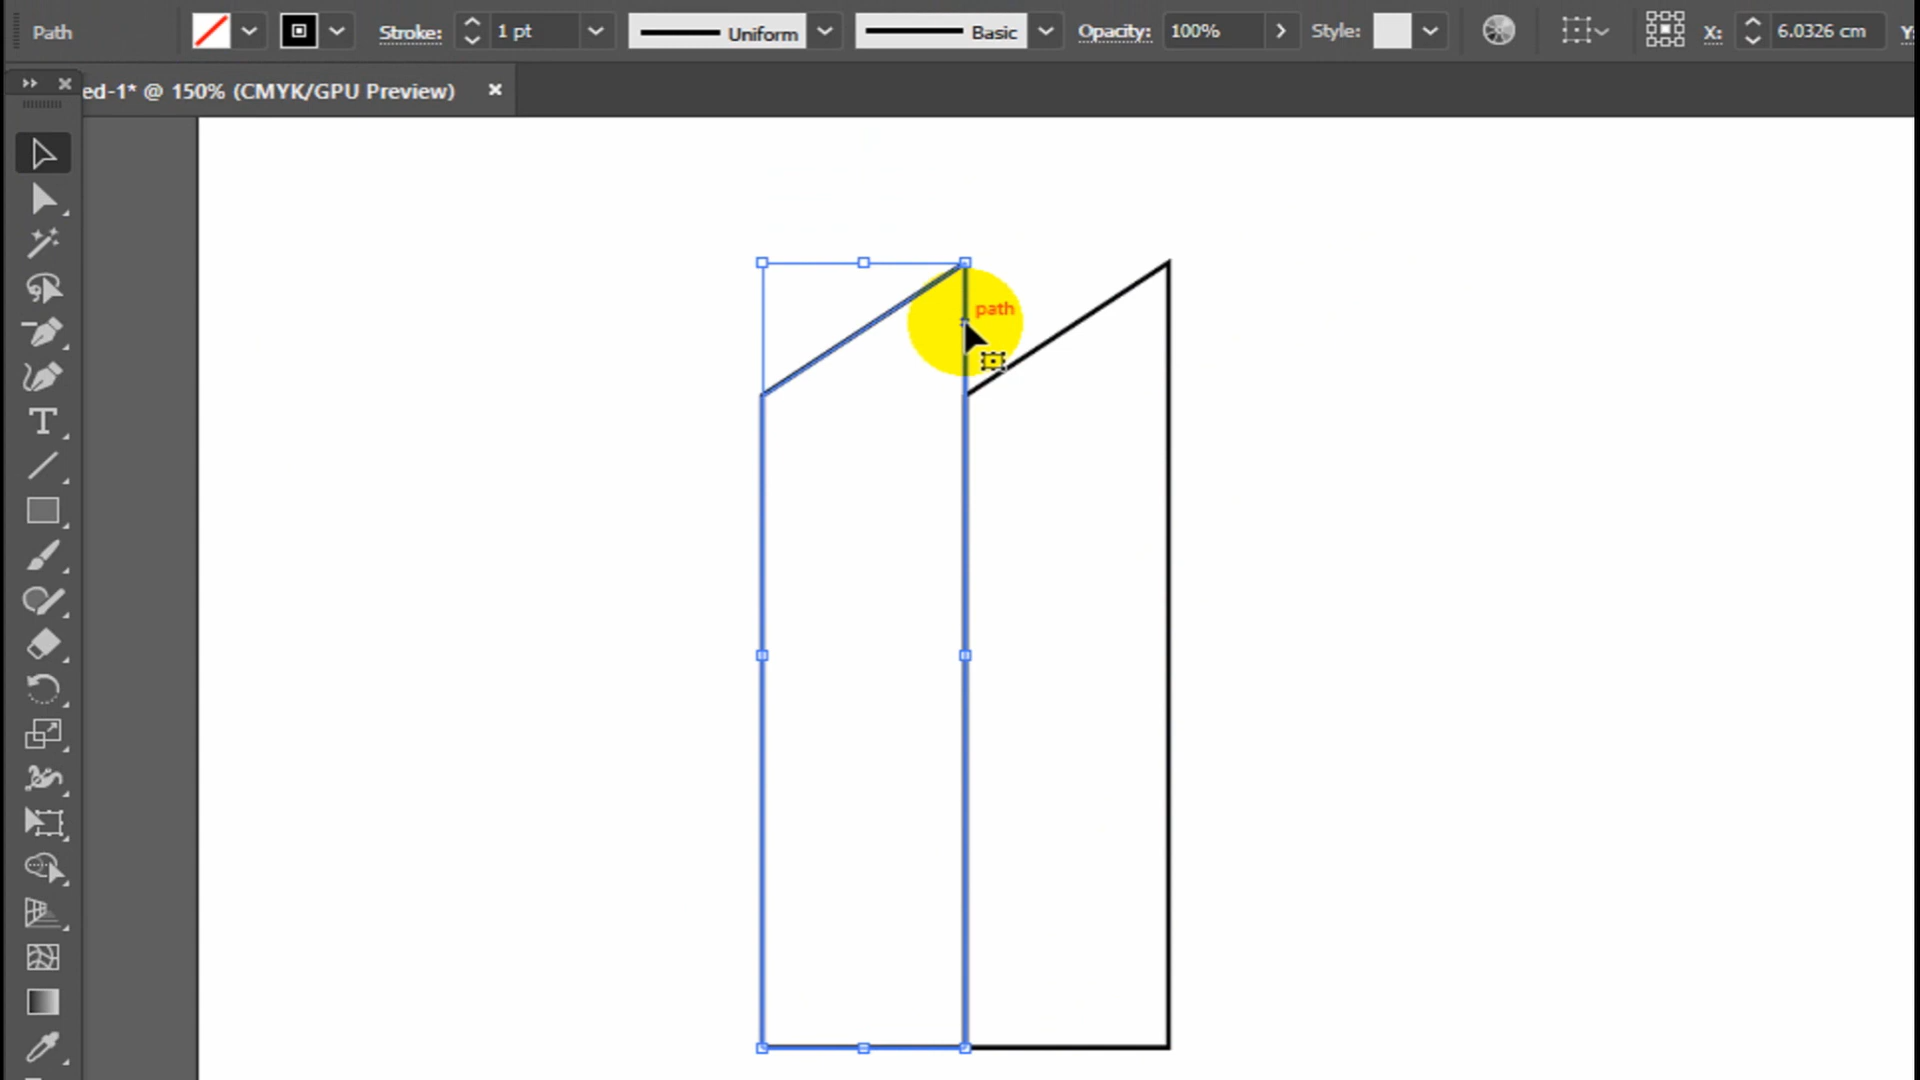 Path Stroke: 1 pt Uniform Basic Opacity: 100% Style: X: 6.0326 cm Y
ed-1* @ 150% (CMYK/GPU Preview)
path